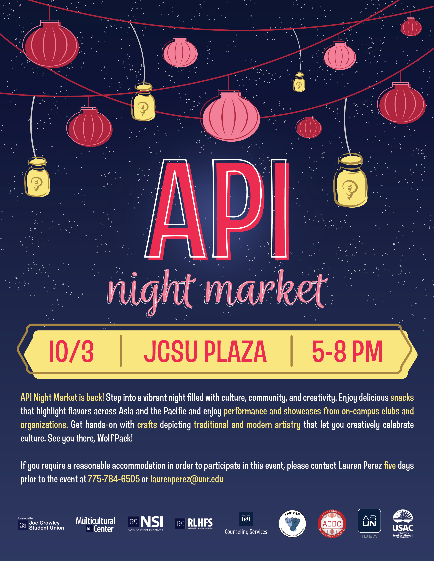 API
night market
10/3 | JCSU PLAZA | 5-8 PM
API Night Market is back! Step into a vibrant night filled with culture, community, and creativity. Enjoy delicious snacks
that highlight flavors across Asia and the Pacific and enjoy performance and showcases from on-campus clubs and
organizations. Get hands-on with crafts depicting traditional and modern artistry that let you creatively celebrate
culture. See you there, Wolf Pack!
If you require a reasonable accommodation in order to participate in this event, please contact Lauren Perez five days
prior to the event at 775-784-6505 or laurenperez@unr.edu
Joe Crowley
Student Union
Multicultural
Center
NSI
RLHFS
Counseling Services
IDEA
USAC